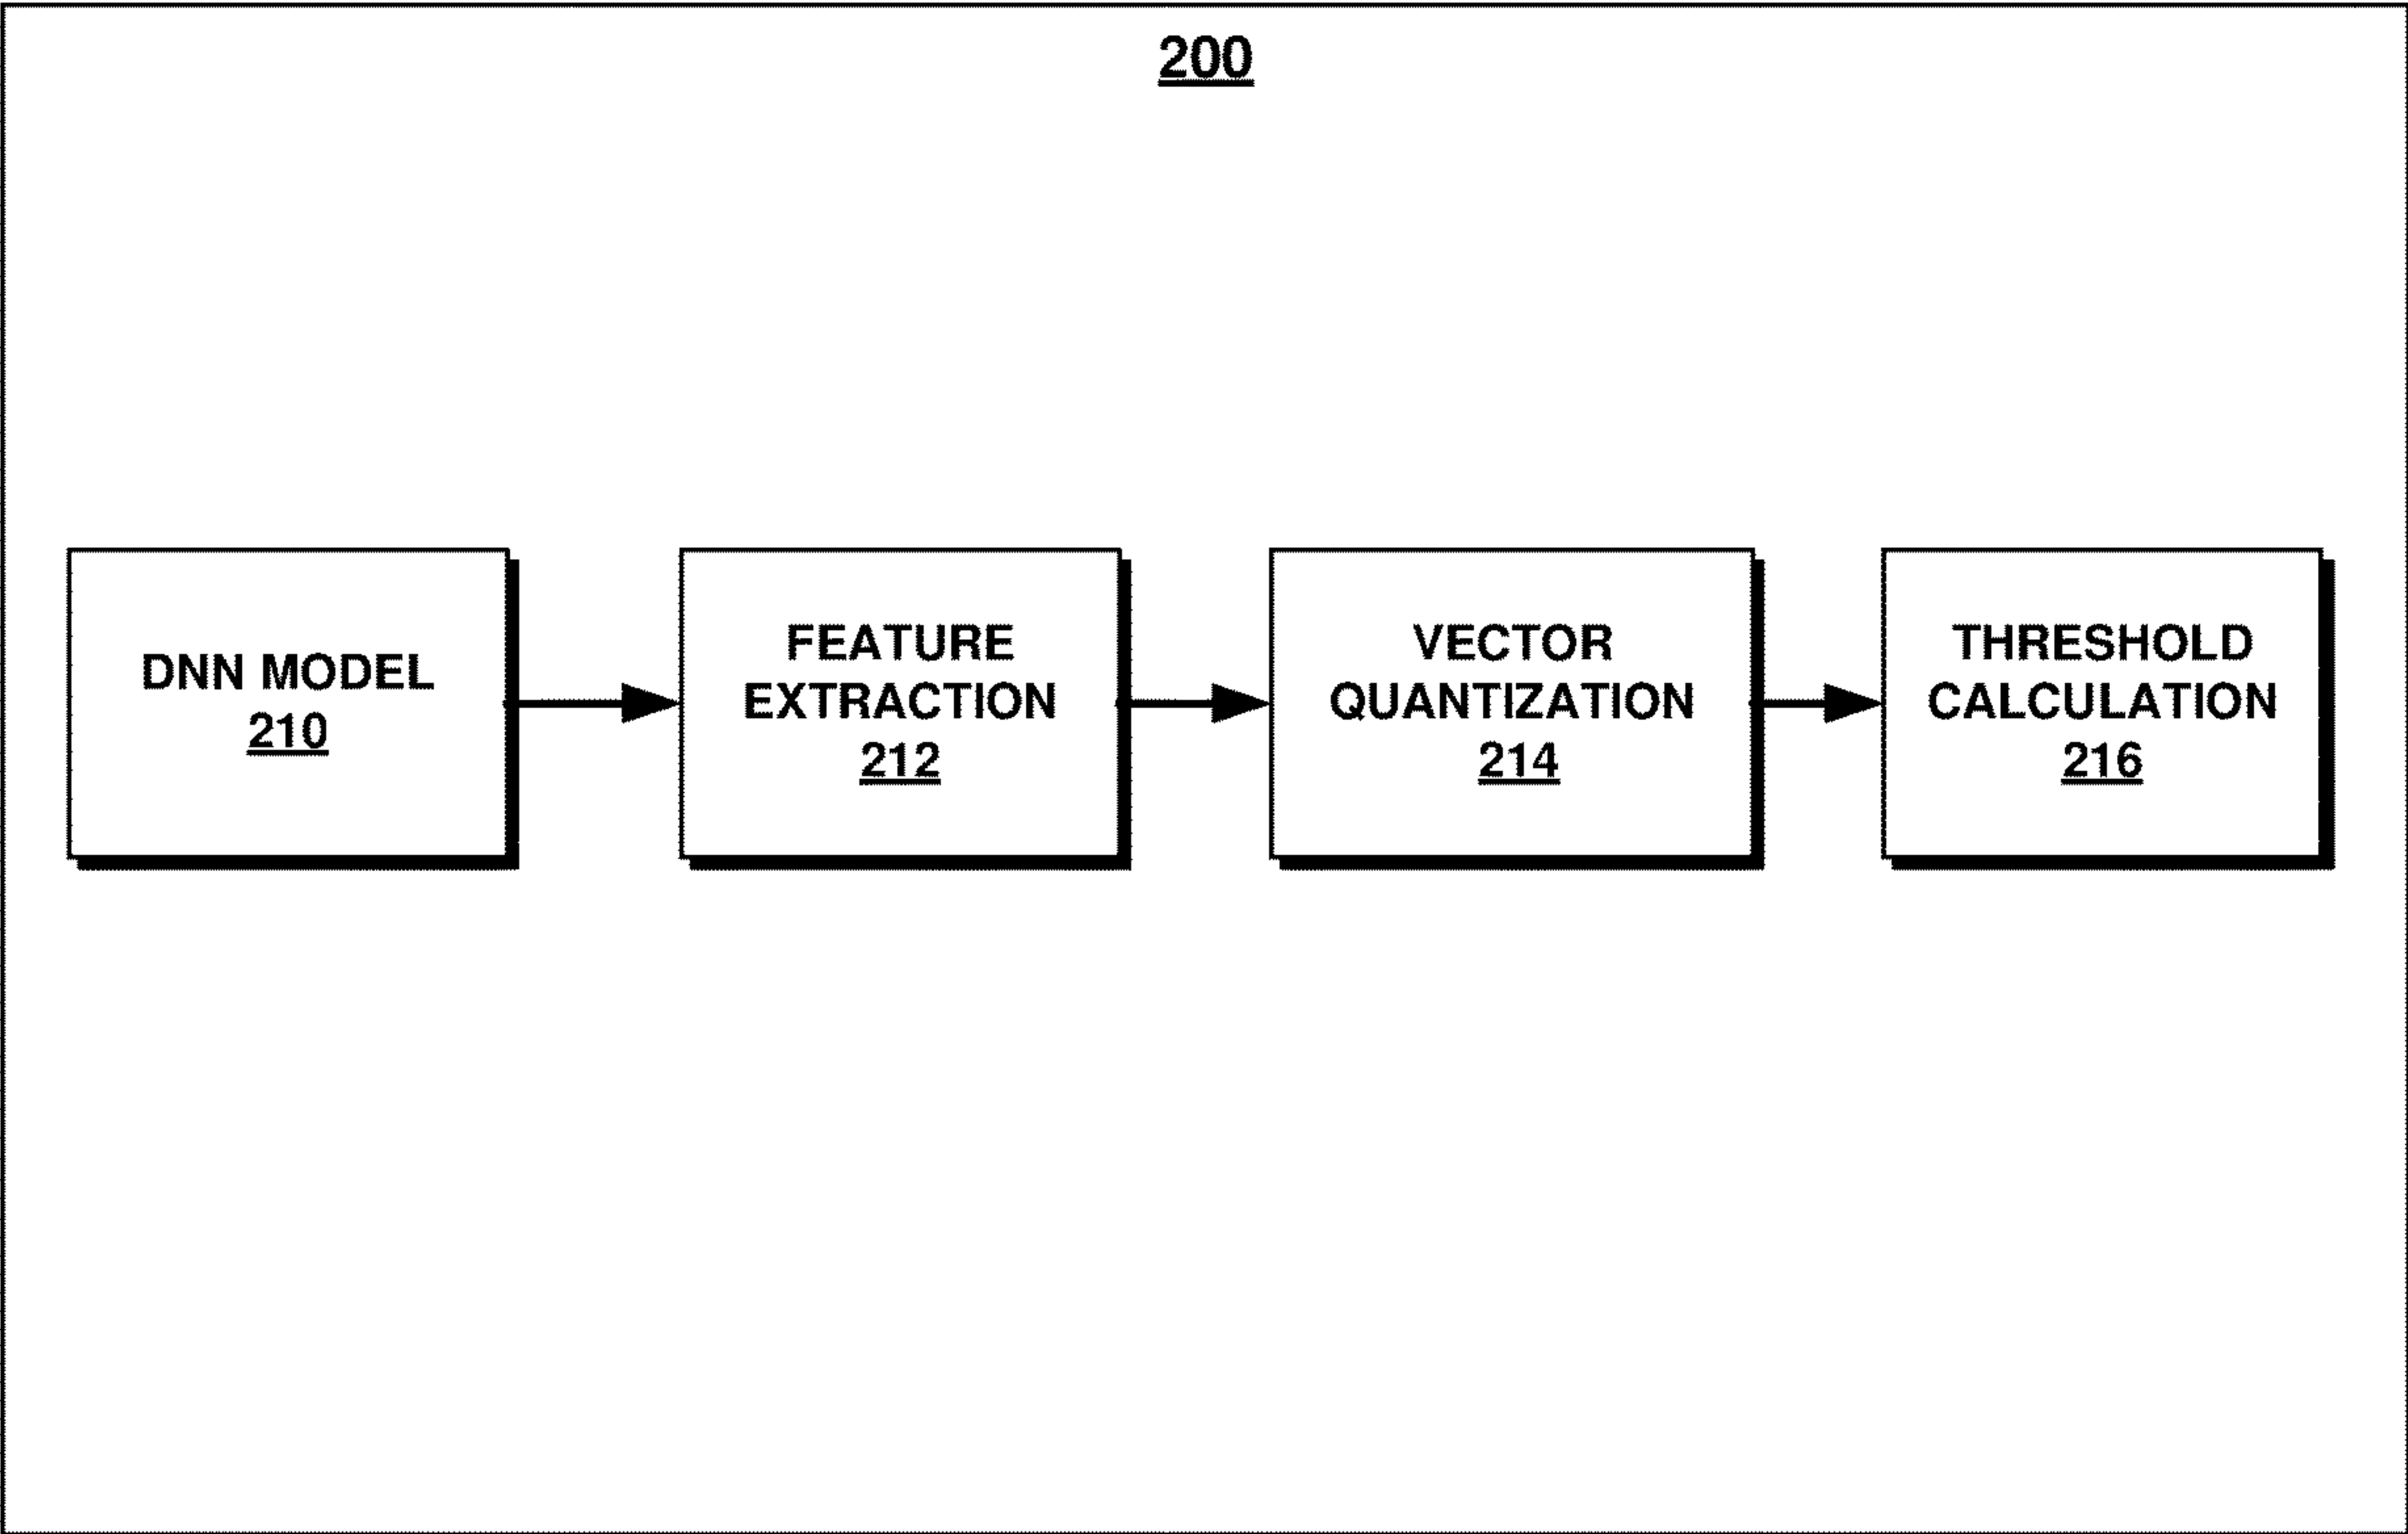 200
DNN MODEL
210
FEATURE
EXTRACTION
212
VECTOR
QUANTIZATION
214
THRESHOLD
CALCULATION
216